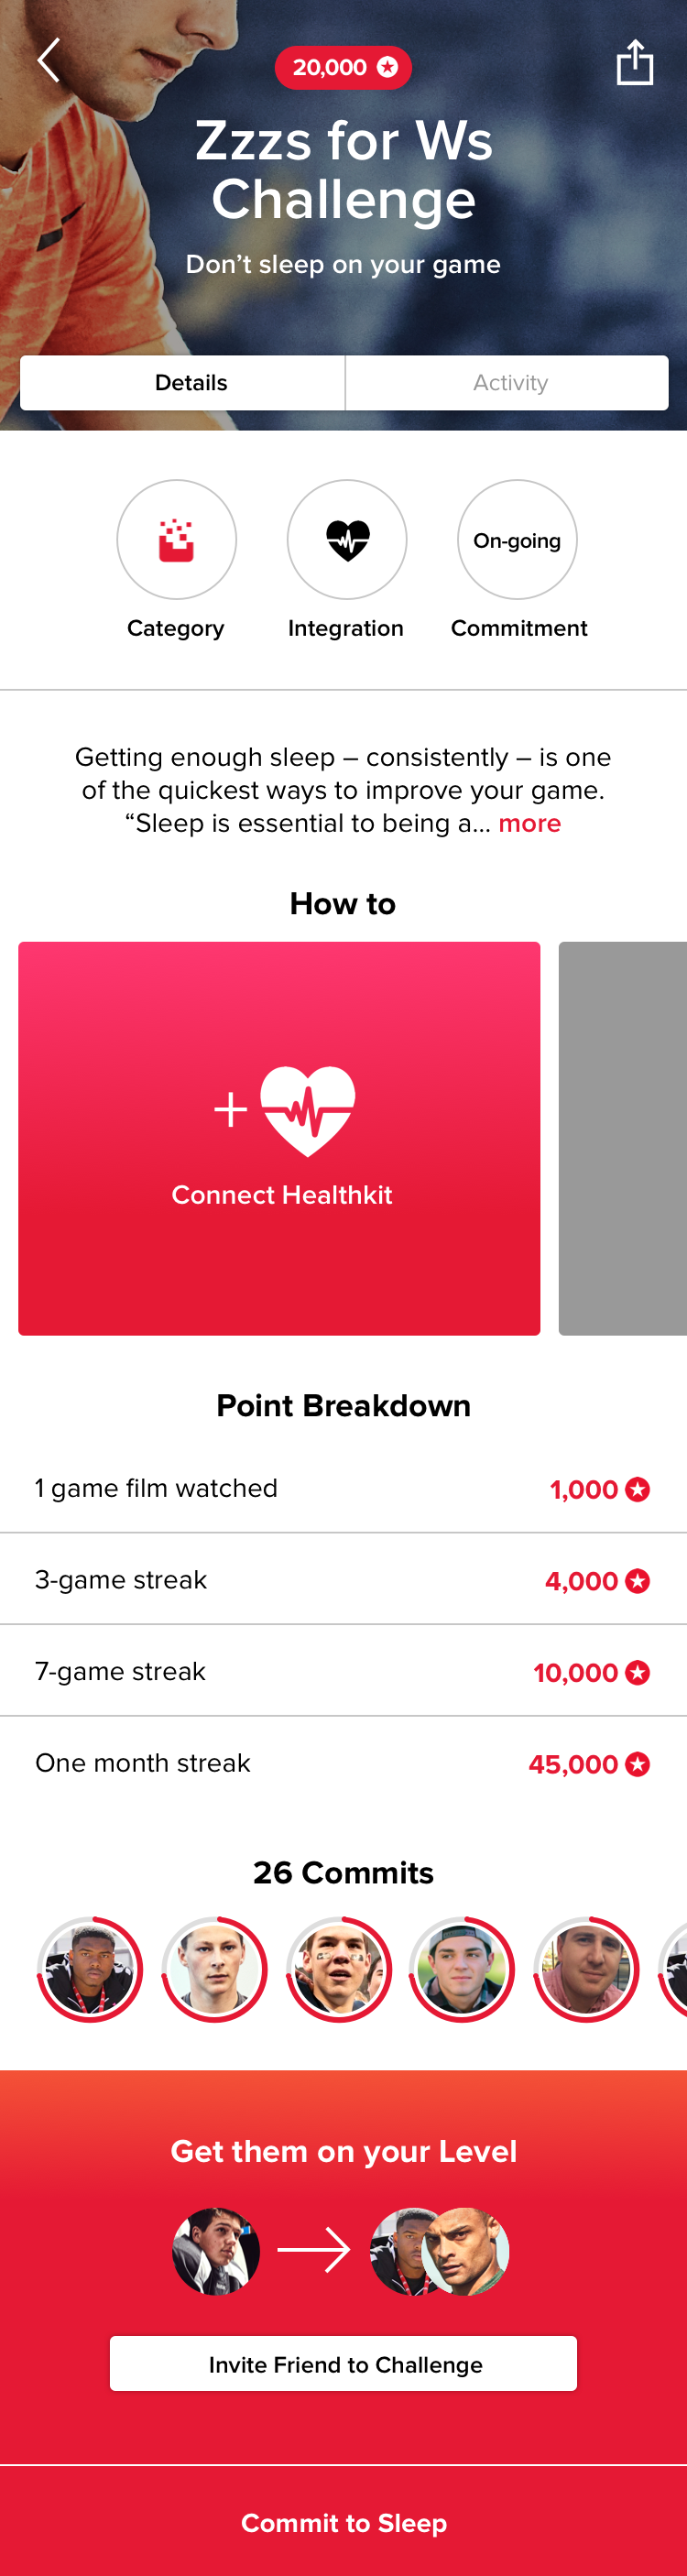 20,000
Zzzs for Ws
Challenge
Don’t sleep on your game
Details
Activity
On-going
Category
Integration
Commitment
Getting enough sleep – consistently – is one
of the quickest ways to improve your game.
“Sleep is essential to being a... more
How to
Connect Healthkit
Point Breakdown
1 game film watched 1,000
3-game streak 4,000
7-game streak 10,000
One month streak 45,000
26 Commits
Get them on your Level
Invite Friend to Challenge
Commit to Sleep